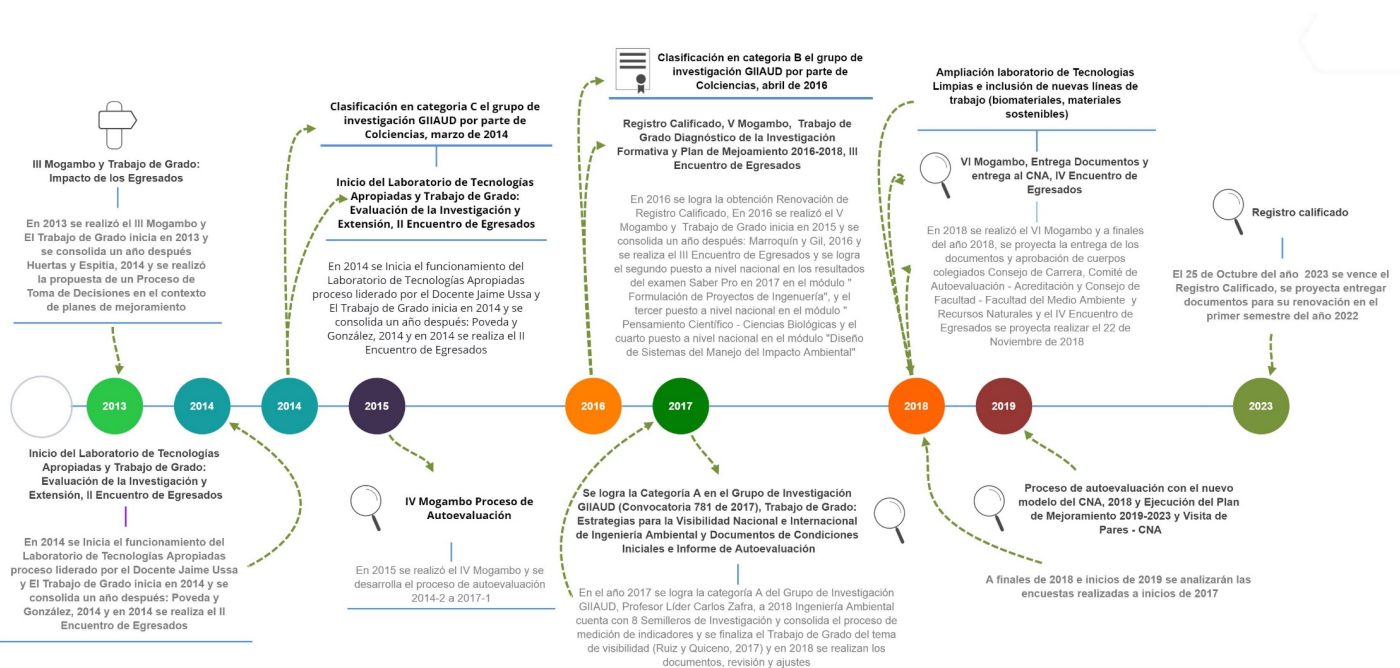 III Mogambo y Trabajo de Grado:
Impacto de los Egresados
En 2013 se realizó el III Mogambo y
El Trabajo de Grado inicia en 2013 y
se consolida un año después
Huertas y Espitia, 2014 y se realizó
la propuesta de un Proceso de
Toma de Decisiones en el contexto
de planes de mejoramiento
Clasificación en categoria C el grupo de
investigación GIIAUD por parte de
Colciencias, marzo de 2014
Inicio del Laboratorio de Tecnologías
Apropiadas y Trabajo de Grado:
Evaluación de la Investigación y
Extensión, II Encuentro de Egresados
En 2014 se Inicia el funcionamiento del
Laboratorio de Tecnologías Apropiadas
proceso liderado por el Docente Jaime Ussa y
El Trabajo de Grado inicia en 2014 y se
consolida un año después: Poveda y
González, 2014 y en 2014 se realiza el II
Encuentro de Egresados
Clasificación en categoria B el grupo de
investigación GIIAUD por parte de
Colciencias, abril de 2016
Registro Calificado, V Mogambo, Trabajo de
Grado Diagnóstico de la Investigación
Formativa y Plan de Mejoamiento 2016-2018, III
Encuentro de Egresados
En 2016 se logra la obtención Renovación de
Registro Calificado, En 2016 se realizó el V
Mogambo y Trabajo de Grado inicia en 2015 y se
consolida un año después: Marroquín y Gil, 2016 y
se realiza el III Encuentro de Egresados y se logra
el segundo puesto a nivel nacional en los resultados
del examen Saber Pro en 2017 en el módulo "
Formulación de Proyectos de Ingenuería", y el
tercer puesto a nivel nacional en el módulo "
Pensamiento Científico - Ciencias Biológicas y el
cuarto puesto a nivel nacional en el módulo "Diseño
de Sistemas del Manejo del Impacto Ambiental"
Ampliación laboratorio de Tecnologias
Limpias e inclusión de nuevas líneas de
trabajo (biomateriales, materiales
sostenibles)
VI Mogambo, Entrega Documentos y
entrega al CNA, IV Encuentro de
Egresados
En 2018 se realizó el VI Mogambo y a finales
del año 2018, se proyecta la entrega de los
documentos y aprobación de cuerpos
colegiados Consejo de Carrera, Comité de
Autoevaluación - Acreditación y Consejo de
Facultad - Facultad del Medio Ambiente y
Recursos Naturales y el IV Encuentro de
Egresados se proyecta realizar el 22 de
Noviembre de 2018
Registro calificado
El 25 de Octubre del año 2023 se vence el
Registro Calificado, se proyecta entregar
documentos para su renovación en el
primer semestre del año 2022
2013
2014
2014
2015
2016
2017
2018
2019
2023
Inicio del Laboratorio de Tecnologías
Apropiadas y Trabajo de Grado:
Evaluación de la Investigación y
Extensión, II Encuentro de Egresados
En 2014 se Inicia el funcionamiento del
Laboratorio de Tecnologías Apropiadas
proceso liderado por el Docente Jaime Ussa
y El Trabajo de Grado inicia en 2014 y se
consolida un año después: Poveda y
González, 2014 y en 2014 se realiza el II
Encuentro de Egresados
IV Mogambo Proceso de
Autoevaluación
En 2015 se realizó el IV Mogambo y se
desarrolla el proceso de autoevaluación
2014-2 a 2017-1
Se logra la Categoría A en el Grupo de Investigación
GIIAUD (Convocatoria 781 de 2017), Trabajo de Grado:
Estrategias para la Visibilidad Nacional e Internacional
de Ingeniería Ambiental y Documentos de Condiciones
Iniciales e Informe de Autoevaluación
En el año 2017 se logra la categoría A del Grupo de Investigación
GIIAUD, Profesor Líder Carlos Zafra, a 2018 Ingeniería Ambiental
cuenta con 8 Semilleros de Investigación y consolida el proceso de
medición de indicadores y se finaliza el Trabajo de Grado del tema
de visibilidad (Ruiz y Quiceno, 2017) y en 2018 se realizan los
documentos, revisión y ajustes
Proceso de autoevaluación con el nuevo
modelo del CNA, 2018 y Ejecución del Plan
de Mejoramiento 2019-2023 y Visita de
Pares - CNA
A finales de 2018 e inicios de 2019 se analizarán las
encuestas realizadas a inicios de 2017